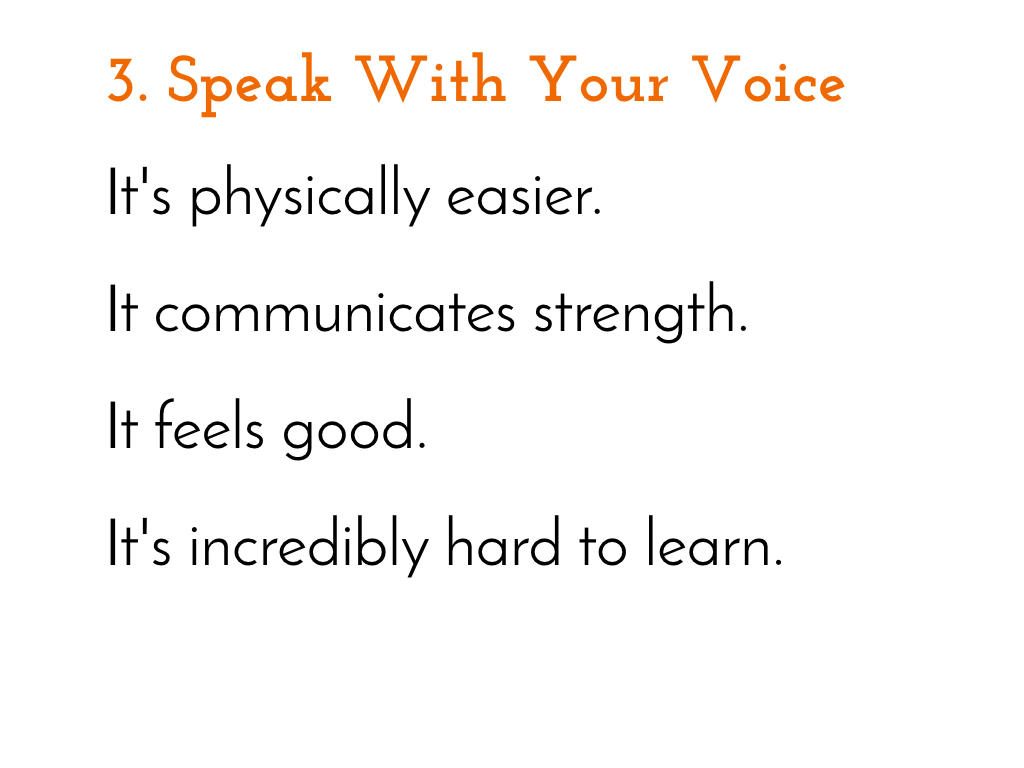 3. Speak With Your Voice
It's physically easier.
It communicates strength.
It feels good.
It's incredibly hard to learn.